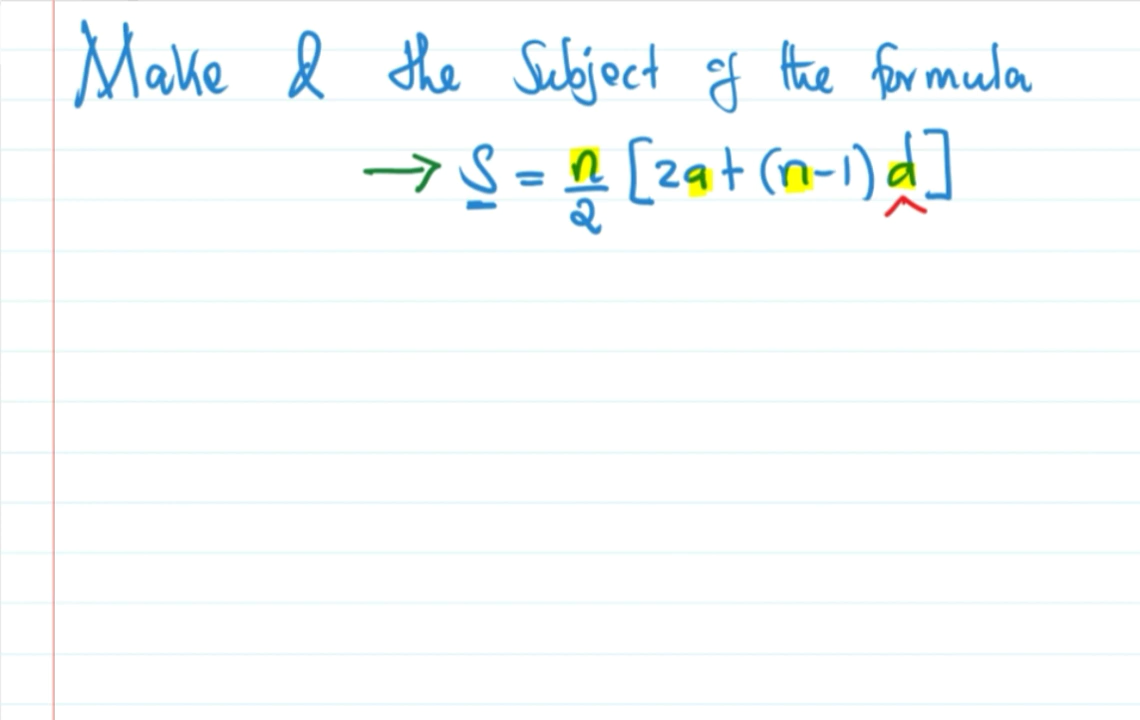 Make d the Subject of the formula
→ S = n/2 [2a + (n-1) d]